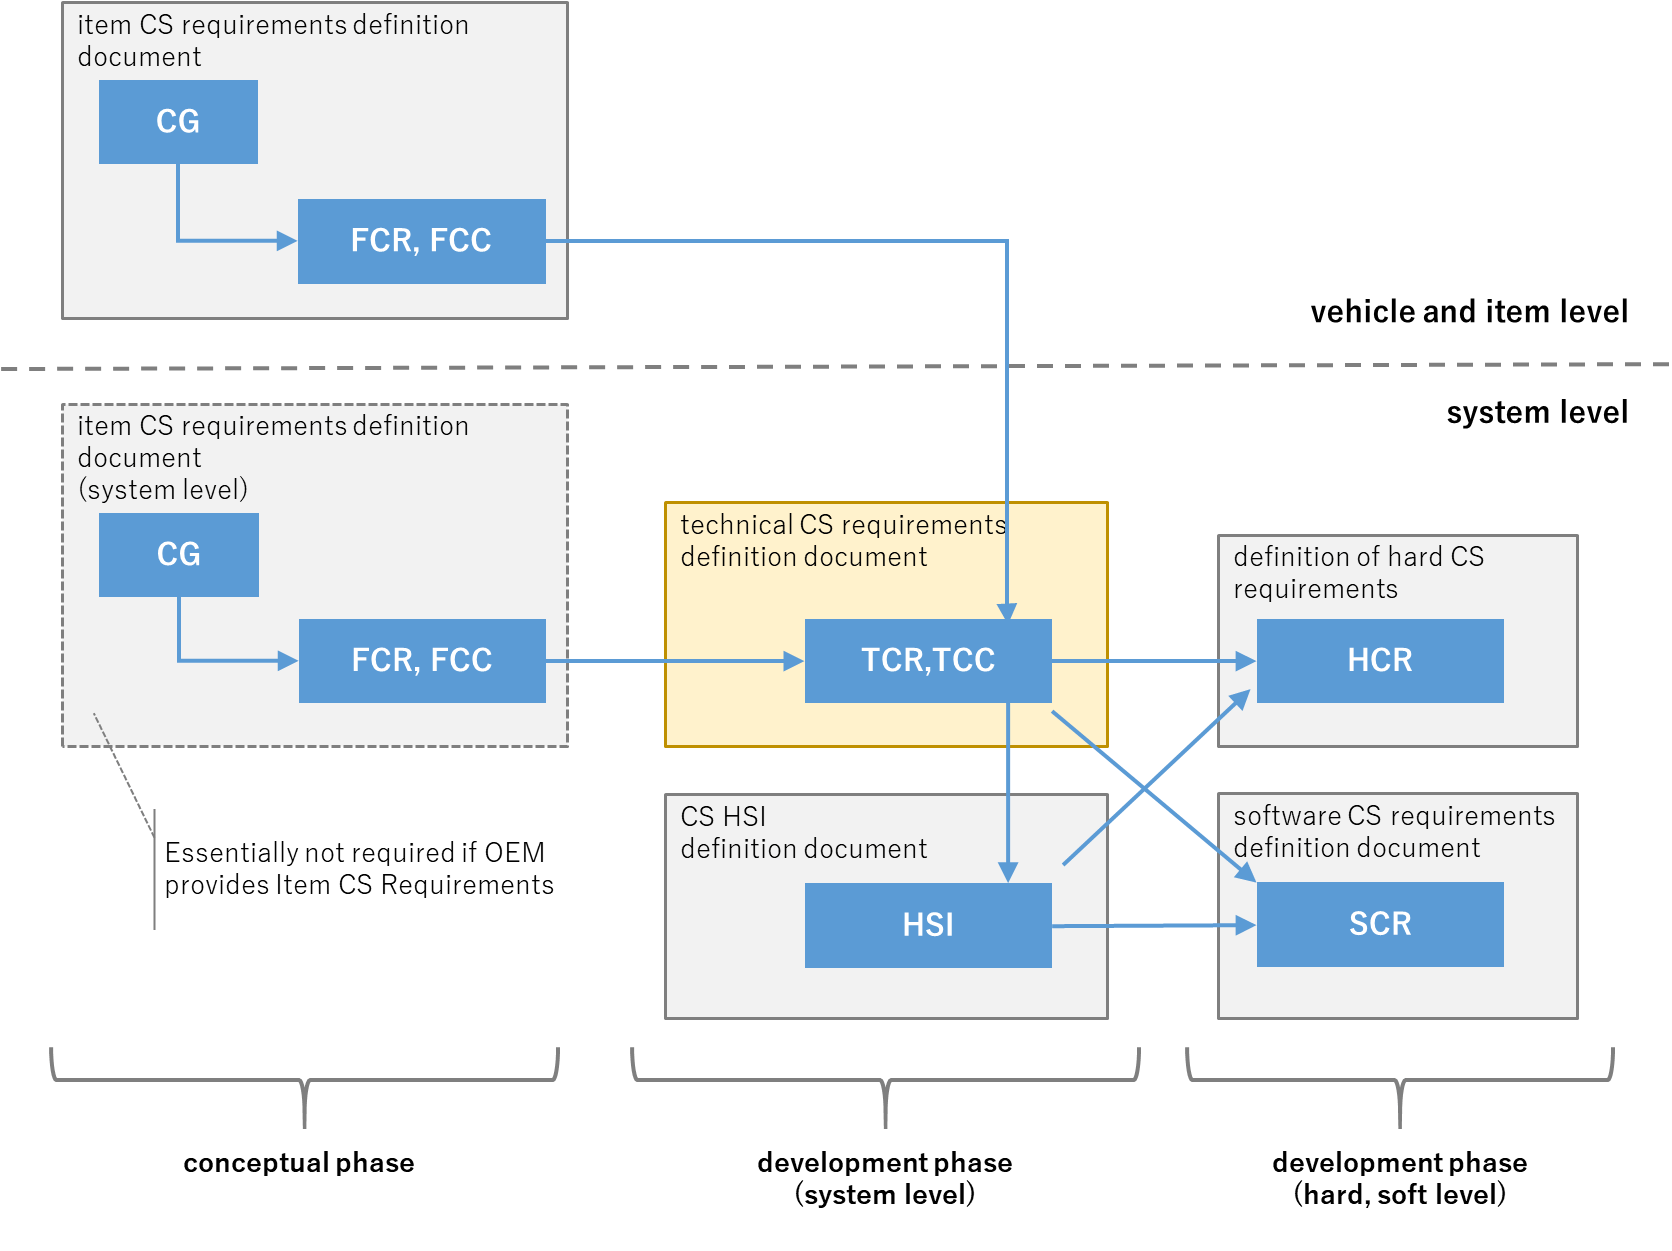 item CS requirements definition
document
CG
FCR, FCC
vehicle and item level
system level
item CS requirements definition
document
(system level)
CG
FCR, FCC
technical CS requirements
definition document
TCR,TCC
definition of hard CS
requirements
HCR
Essentially not required if OEM
provides Item CS Requirements
CS HSI
definition document
HSI
software CS requirements
definition document
SCR
conceptual phase
development phase
(system level)
development phase
(hard, soft level)